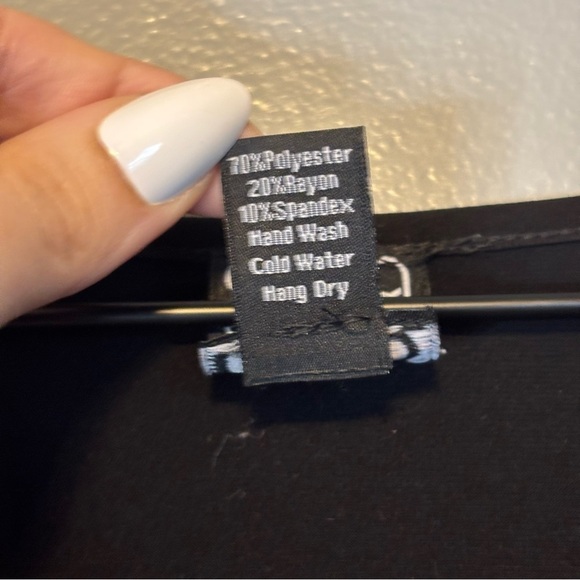 70%Polyester
20%Rayon
10%Spandex
Hand Wash
Cold Water
Hang Dry